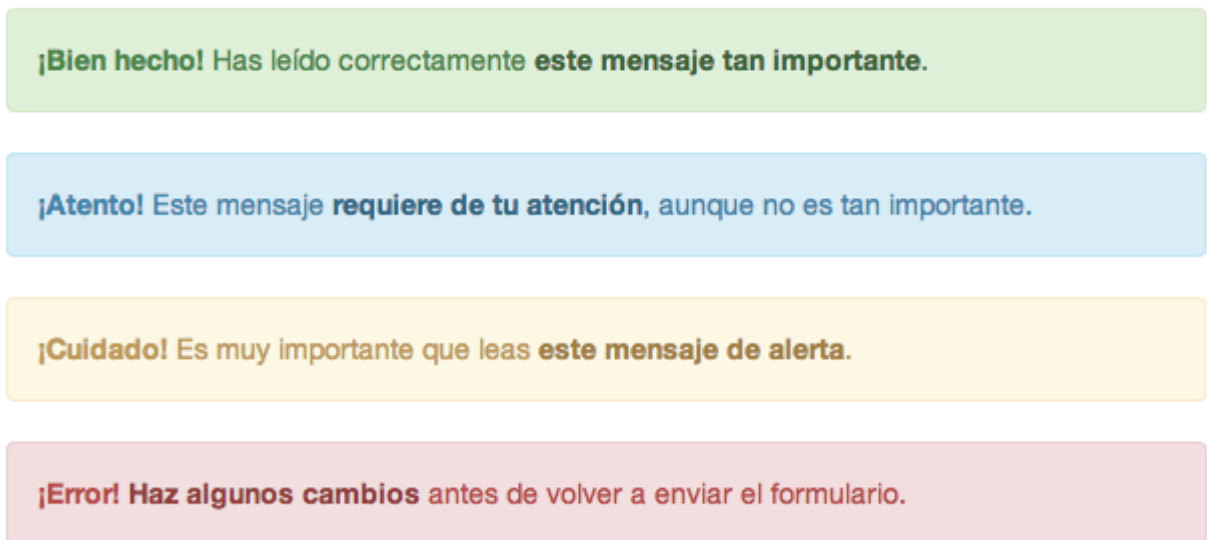 ¡Bien hecho! Has leído correctamente este mensaje tan importante.
¡Atento! Este mensaje requiere de tu atención, aunque no es tan importante.
¡Cuidado! Es muy importante que leas este mensaje de alerta.
¡Error! Haz algunos cambios antes de volver a enviar el formulario.